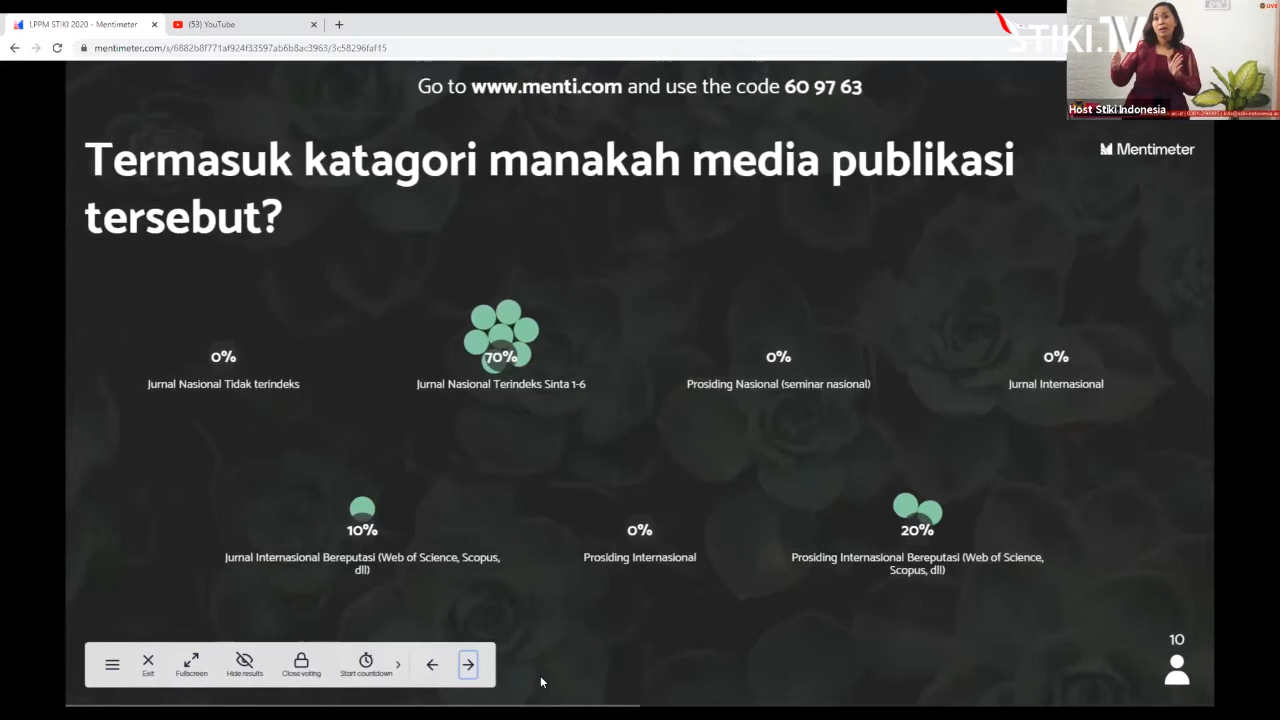 LPPM STIKI 2020 - Mentimeter
(53) YouTube
mentimeter.com/s/6882b8f771af924f33597ab6b8ac3963/3c58296faf15
STIKI.TV
LIVE
Host Stiki Indonesia
Go to www.menti.com and use the code 60 97 63
Mentimeter
Termasuk katagori manakah media publikasi
tersebut?
0%
Jurnal Nasional Tidak terindeks
70%
Jurnal Nasional Terindeks Sinta 1-6
0%
Prosiding Nasional (seminar nasional)
0%
Jurnal Internasional
10%
Jurnal Internasional Bereputasi (Web of Science, Scopus,
dll)
0%
Prosiding Internasional
20%
Prosiding Internasional Bereputasi (Web of Science,
Scopus, dll)
10
Exit
Fullscreen
Hide results
Close voting
Start countdown